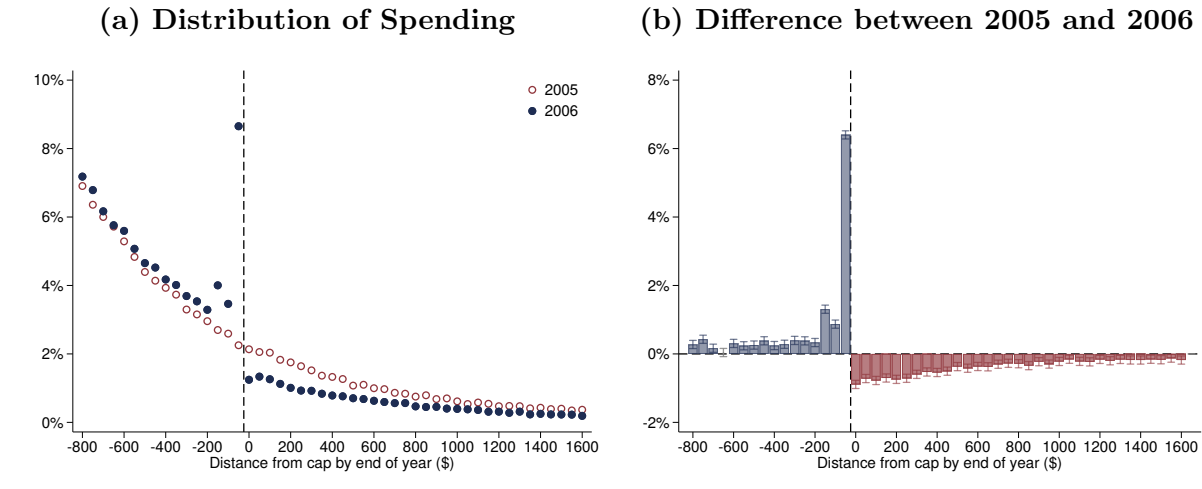 (a) Distribution of Spending
10%
8%
6%
4%
2%
0%
2005
2006
-800 -600 -400 -200 0 200 400 600 800 1000 1200 1400 1600
Distance from cap by end of year ($)
(b) Difference between 2005 and 2006
8%
6%
4%
2%
0%
-2%
-800 -600 -400 -200 0 200 400 600 800 1000 1200 1400 1600
Distance from cap by end of year ($)